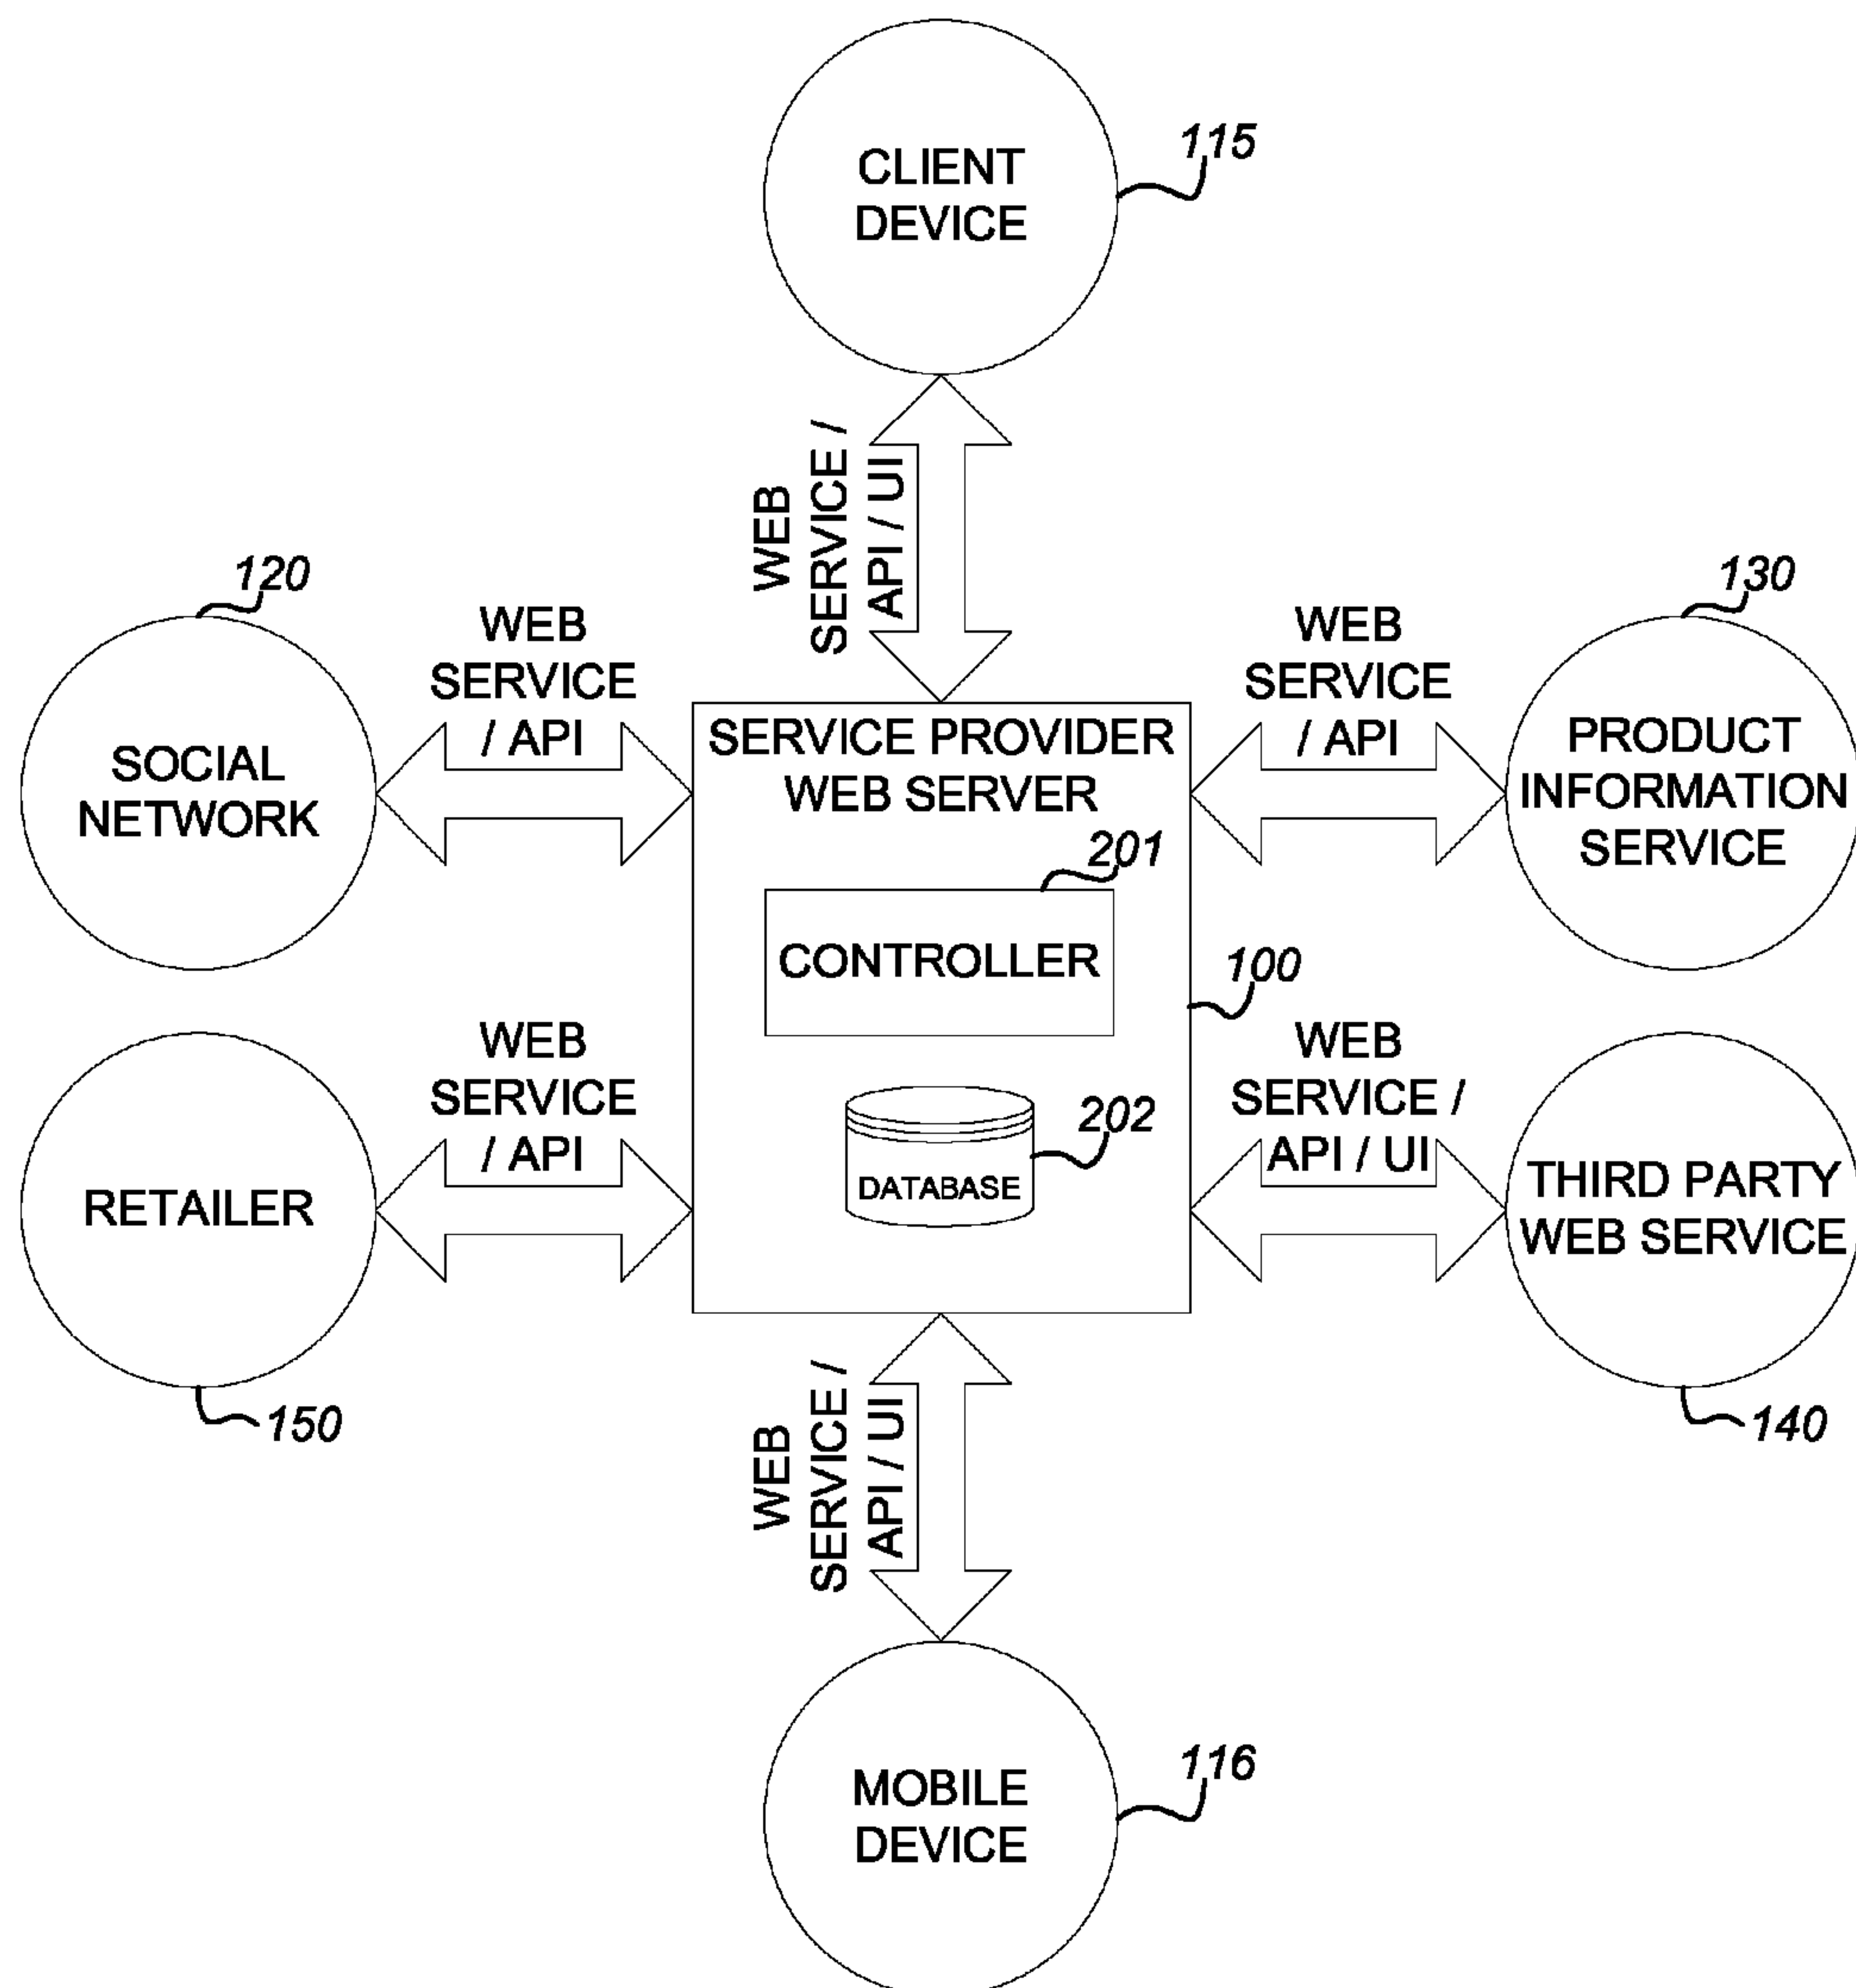 CLIENT
DEVICE
115
WEB
SERVICE /
API / UI
120
WEB
SERVICE
/ API
SOCIAL
NETWORK
SERVICE PROVIDER
WEB SERVER
WEB
SERVICE
/ API
130
PRODUCT
INFORMATION
SERVICE
201
CONTROLLER
100
202
DATABASE
WEB
SERVICE
/ API
RETAILER
150
WEB
SERVICE /
API / UI
THIRD PARTY
WEB SERVICE
140
WEB
SERVICE /
API / UI
MOBILE
DEVICE
116